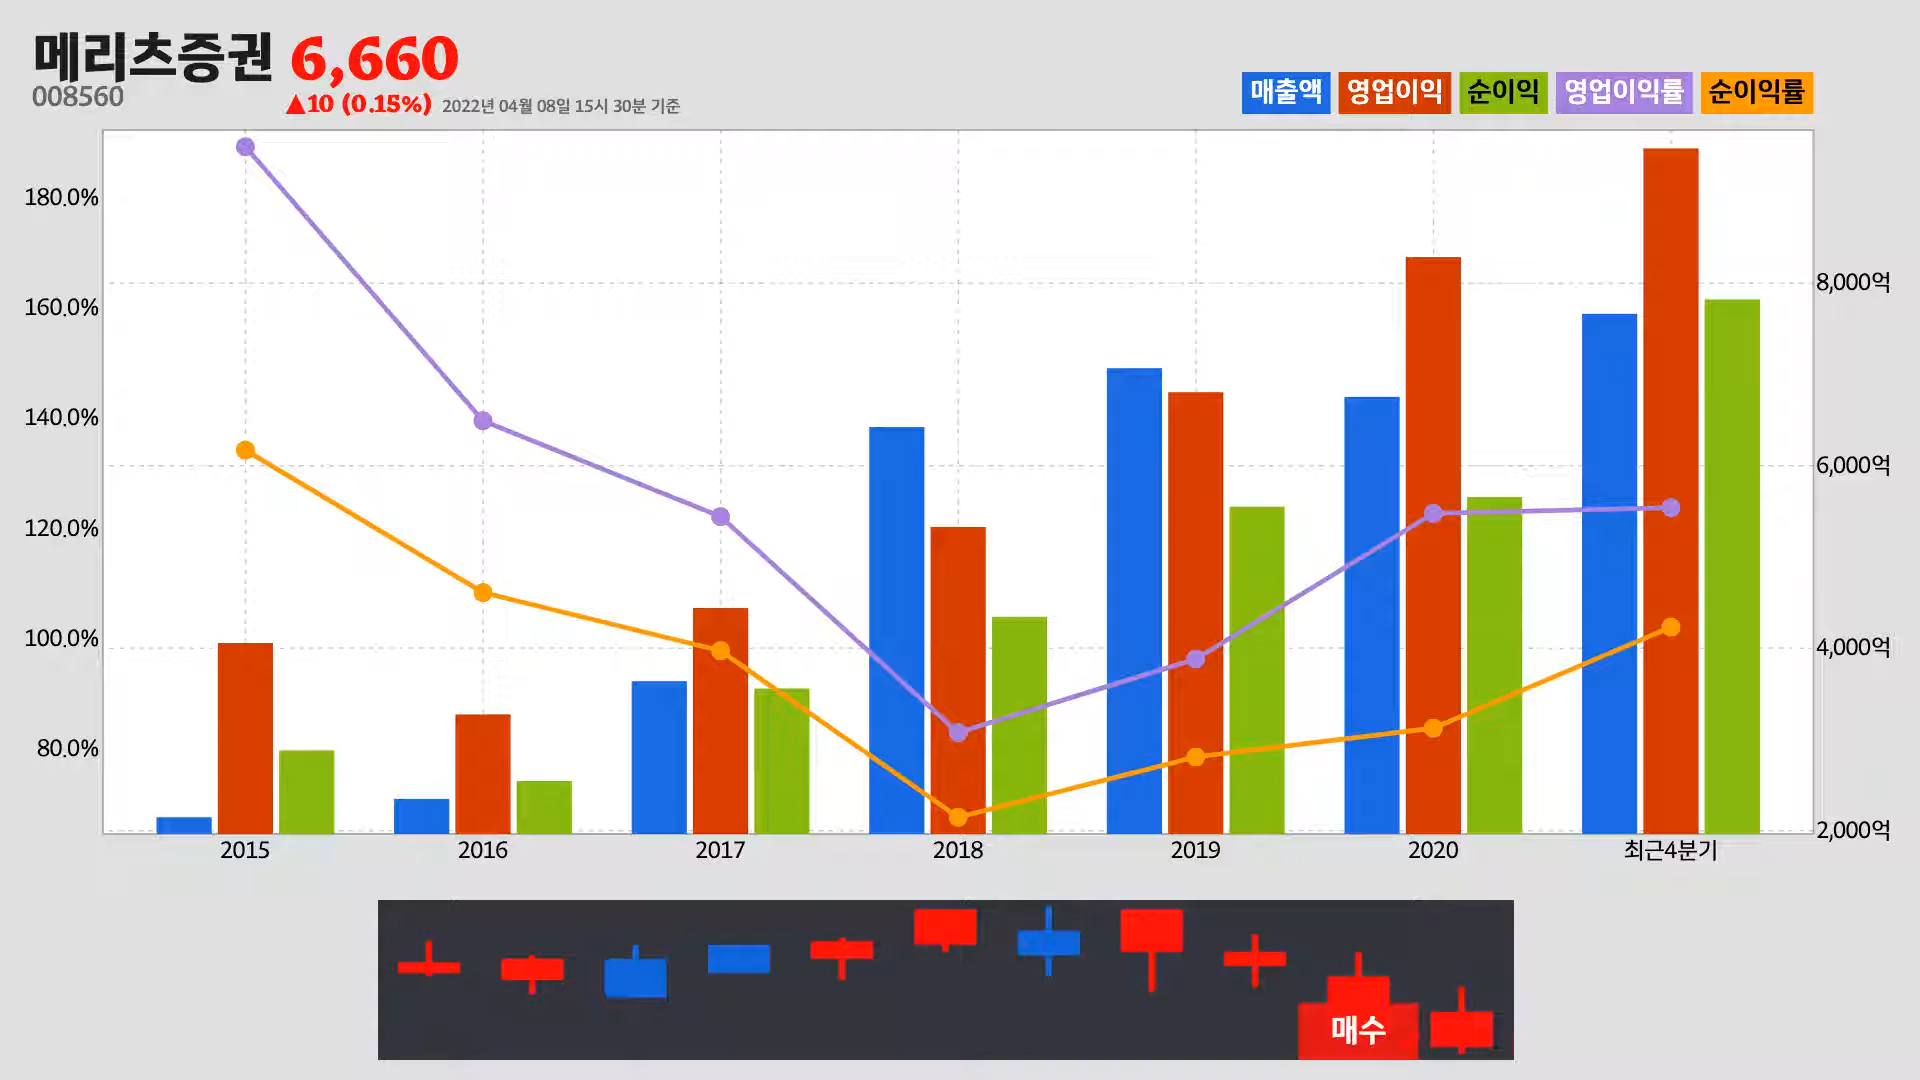 메리츠증권 6,660
008560
▲10 (0.15%) 2022년 04월 08일 15시 30분 기준
매출액 영업이익 순이익 영업이익률 순이익률
180.0%
160.0%
140.0%
120.0%
100.0%
80.0%
8,000억
6,000억
4,000억
2,000억
2015 2016 2017 2018 2019 2020 최근4분기
매수